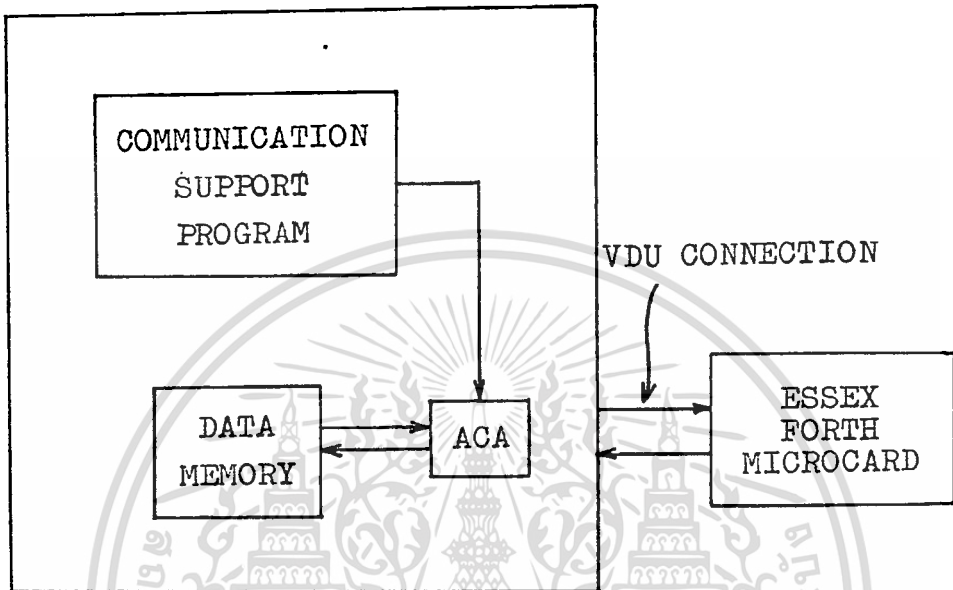 COMMUNICATION
SUPPORT
PROGRAM
VDU CONNECTION
DATA
MEMORY
ACA
ESSEX
FORTH
MICROCARD